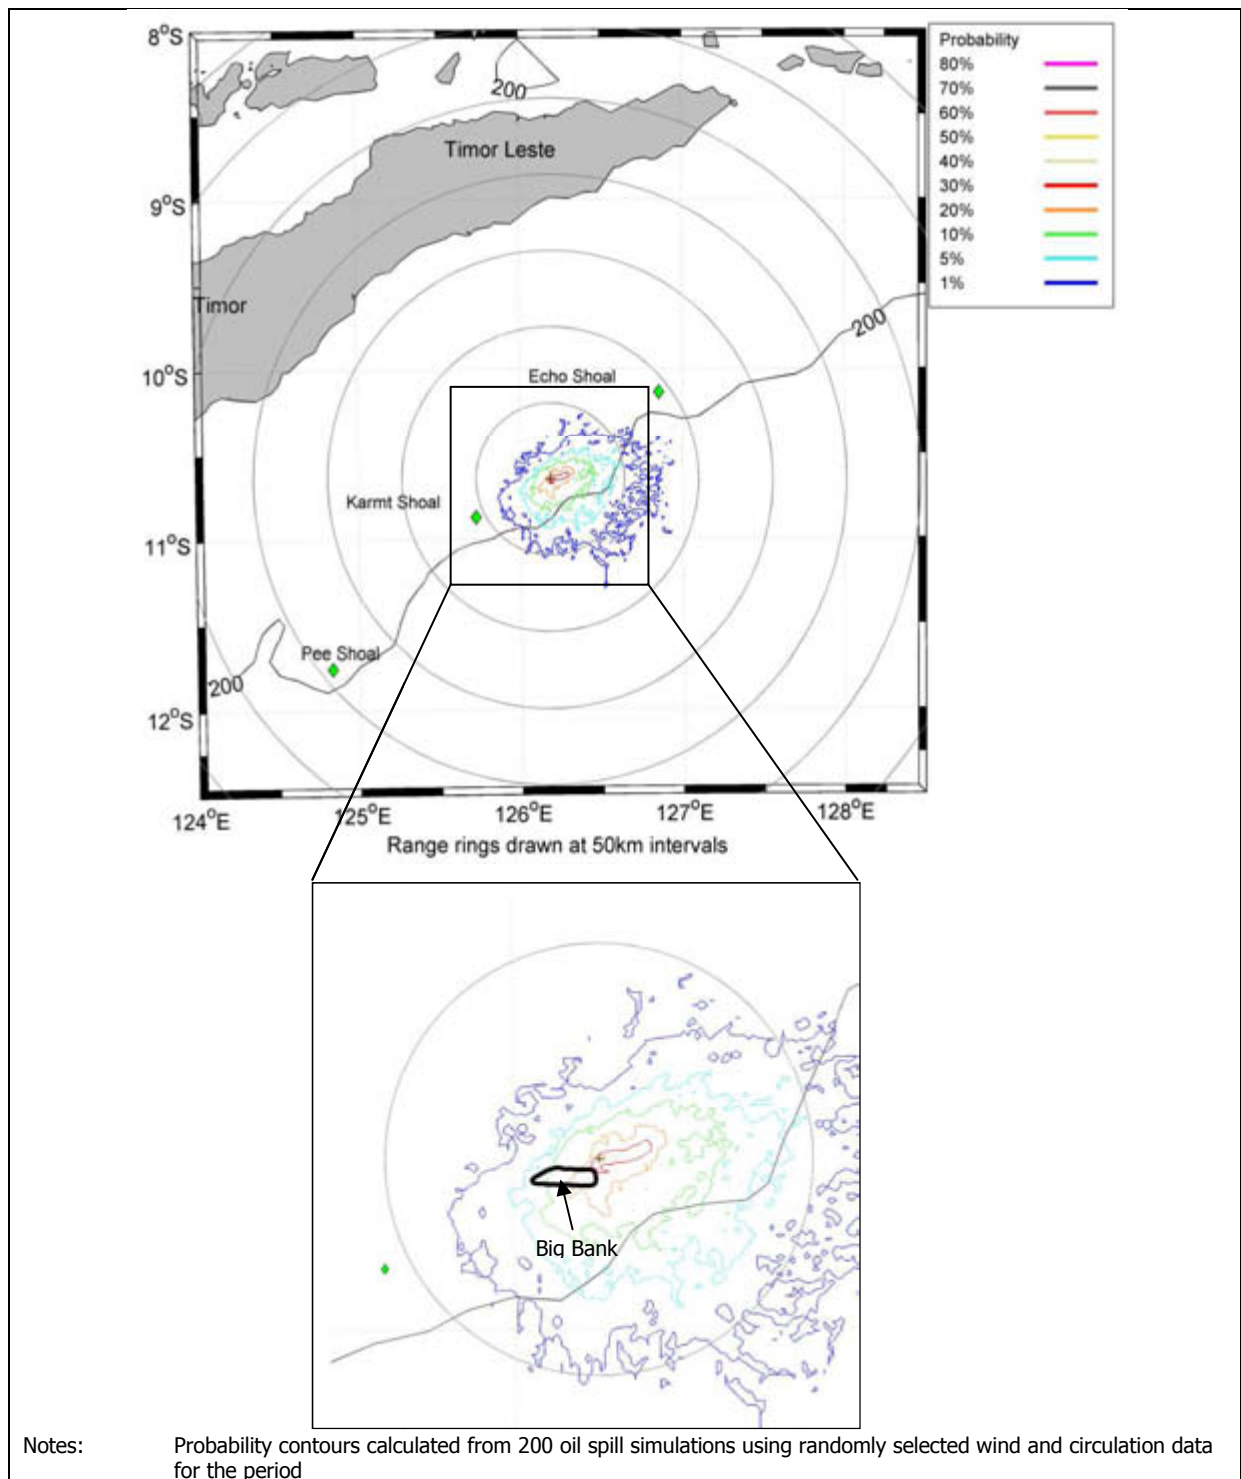 8°S
9°S
10°S
11°S
12°S
200
Timor Leste
Timor
200
Echo Shoal
Karmt Shoal
Pee Shoal
200
124°E
125°E
126°E
127°E
128°E
Range rings drawn at 50km intervals
Probability
80%
70%
60%
50%
40%
30%
20%
10%
5%
1%
Big Bank
Notes: Probability contours calculated from 200 oil spill simulations using randomly selected wind and circulation data
for the period